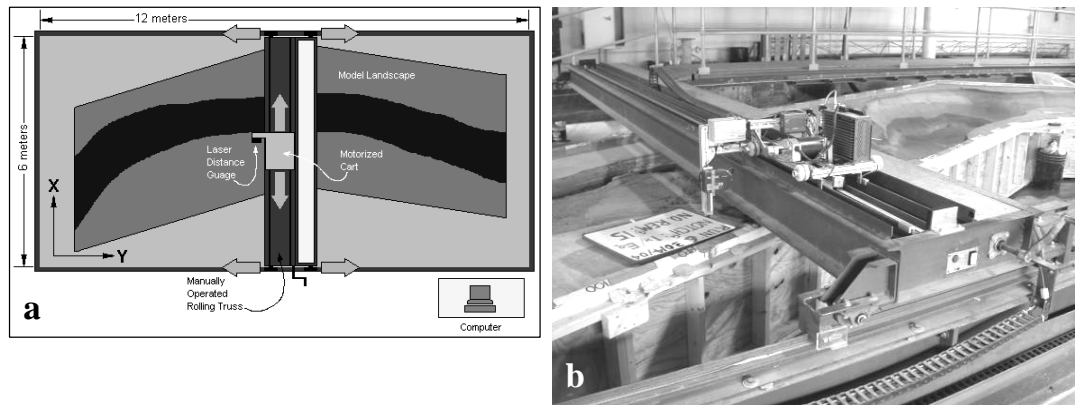 12 meters
6 meters
Model Landscape
Laser
Distance
Guage
Motorized
Cart
X
Y
Manually
Operated
Rolling Truss
Computer
a
b